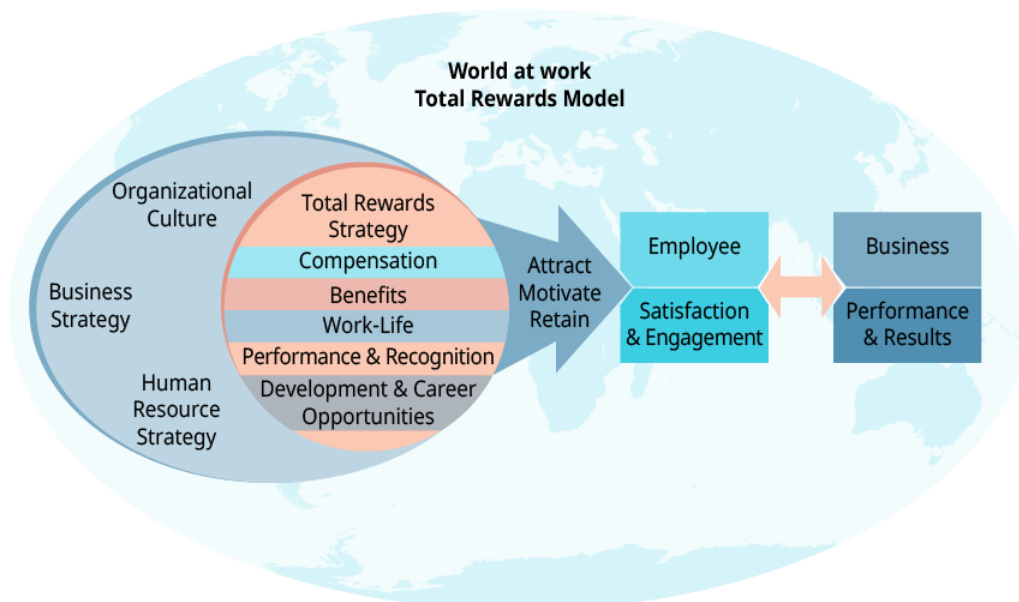 World at work
Total Rewards Model
Organizational
Culture
Business
Strategy
Human
Resource
Strategy
Total Rewards
Strategy
Compensation
Benefits
Work-Life
Performance & Recognition
Development & Career
Opportunities
Attract
Motivate
Retain
Employee
Satisfaction
& Engagement
Business
Performance
& Results